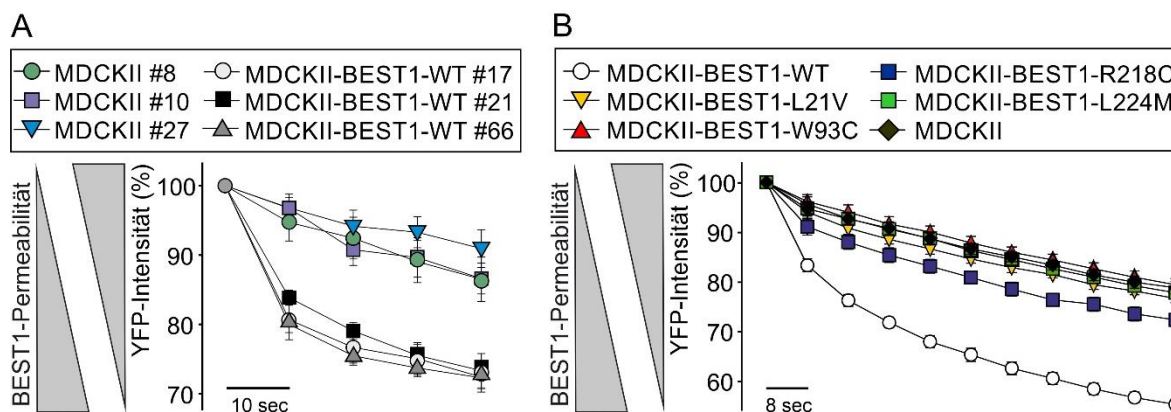 A
MDCKII #8 MDCKII-BEST1-WT #17
MDCKII #10 MDCKII-BEST1-WT #21
MDCKII #27 MDCKII-BEST1-WT #66
BEST1-Permeabilität
YFP-Intensität (%)
100
90
80
70
10 sec
B
MDCKII-BEST1-WT MDCKII-BEST1-R218C
MDCKII-BEST1-L21V MDCKII-BEST1-L224M
MDCKII-BEST1-W93C MDCKII
BEST1-Permeabilität
YFP-Intensität (%)
100
90
80
70
60
8 sec